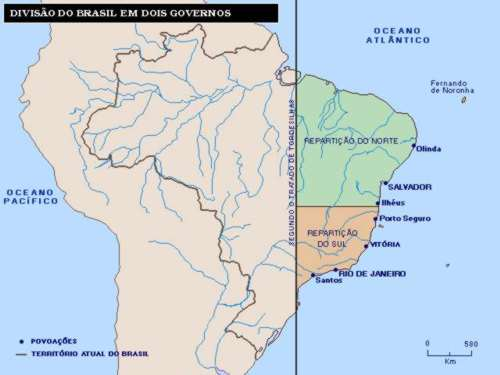 DIVISÃO DO BRASIL EM DOIS GOVERNOS
OCEANO
ATLÂNTICO
Fernando
de Noronha
SEGUNDO O TRATADO DE TORDESILHAS
REPARTIÇÃO DO NORTE
Olinda
SALVADOR
OCEANO
PACÍFICO
Ilhéus
Porto Seguro
REPARTIÇÃO
DO SUL
VITÓRIA
RIO DE JANEIRO
Santos
POVOAÇÕES
TERRITÓRIO ATUAL DO BRASIL
0 580
Km